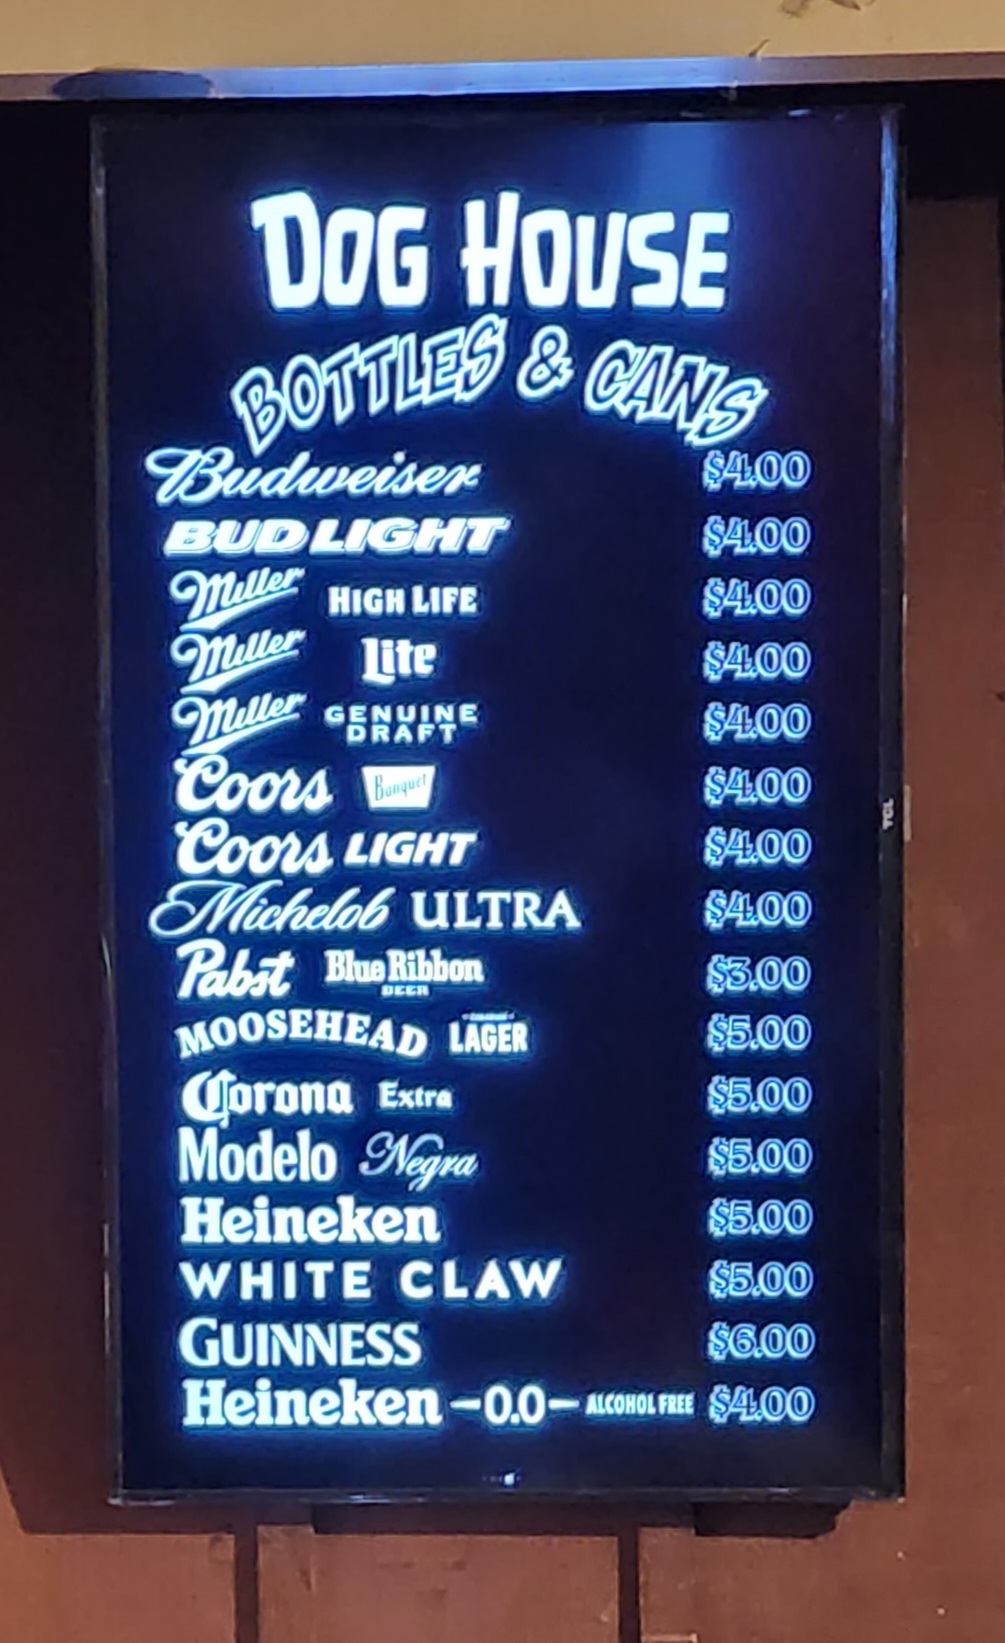 DOG HOUSE
BOTTLES & CANS
Budweiser $4.00
BUD LIGHT $4.00
Miller HIGH LIFE $4.00
Miller Lite $4.00
Miller GENUINE DRAFT $4.00
Coors Banquet $4.00
Coors LIGHT $4.00
Michelob ULTRA $4.00
Pabst Blue Ribbon BEER $3.00
MOOSEHEAD LAGER $5.00
Corona Extra $5.00
Modelo Negra $5.00
Heineken $5.00
WHITE CLAW $5.00
GUINNESS $6.00
Heineken -0.0- ALCOHOL FREE $4.00
TCL